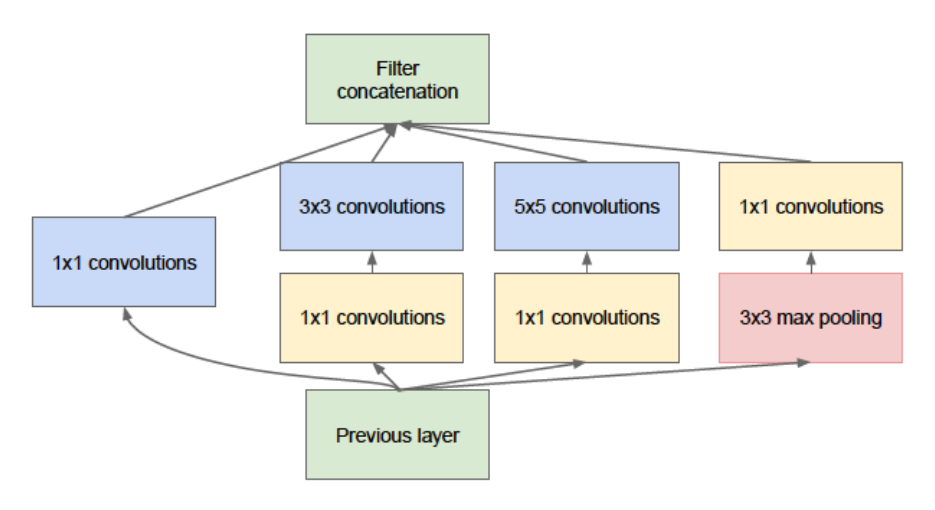 Filter
concatenation
3x3 convolutions
5x5 convolutions
1x1 convolutions
1x1 convolutions
1x1 convolutions
1x1 convolutions
3x3 max pooling
Previous layer